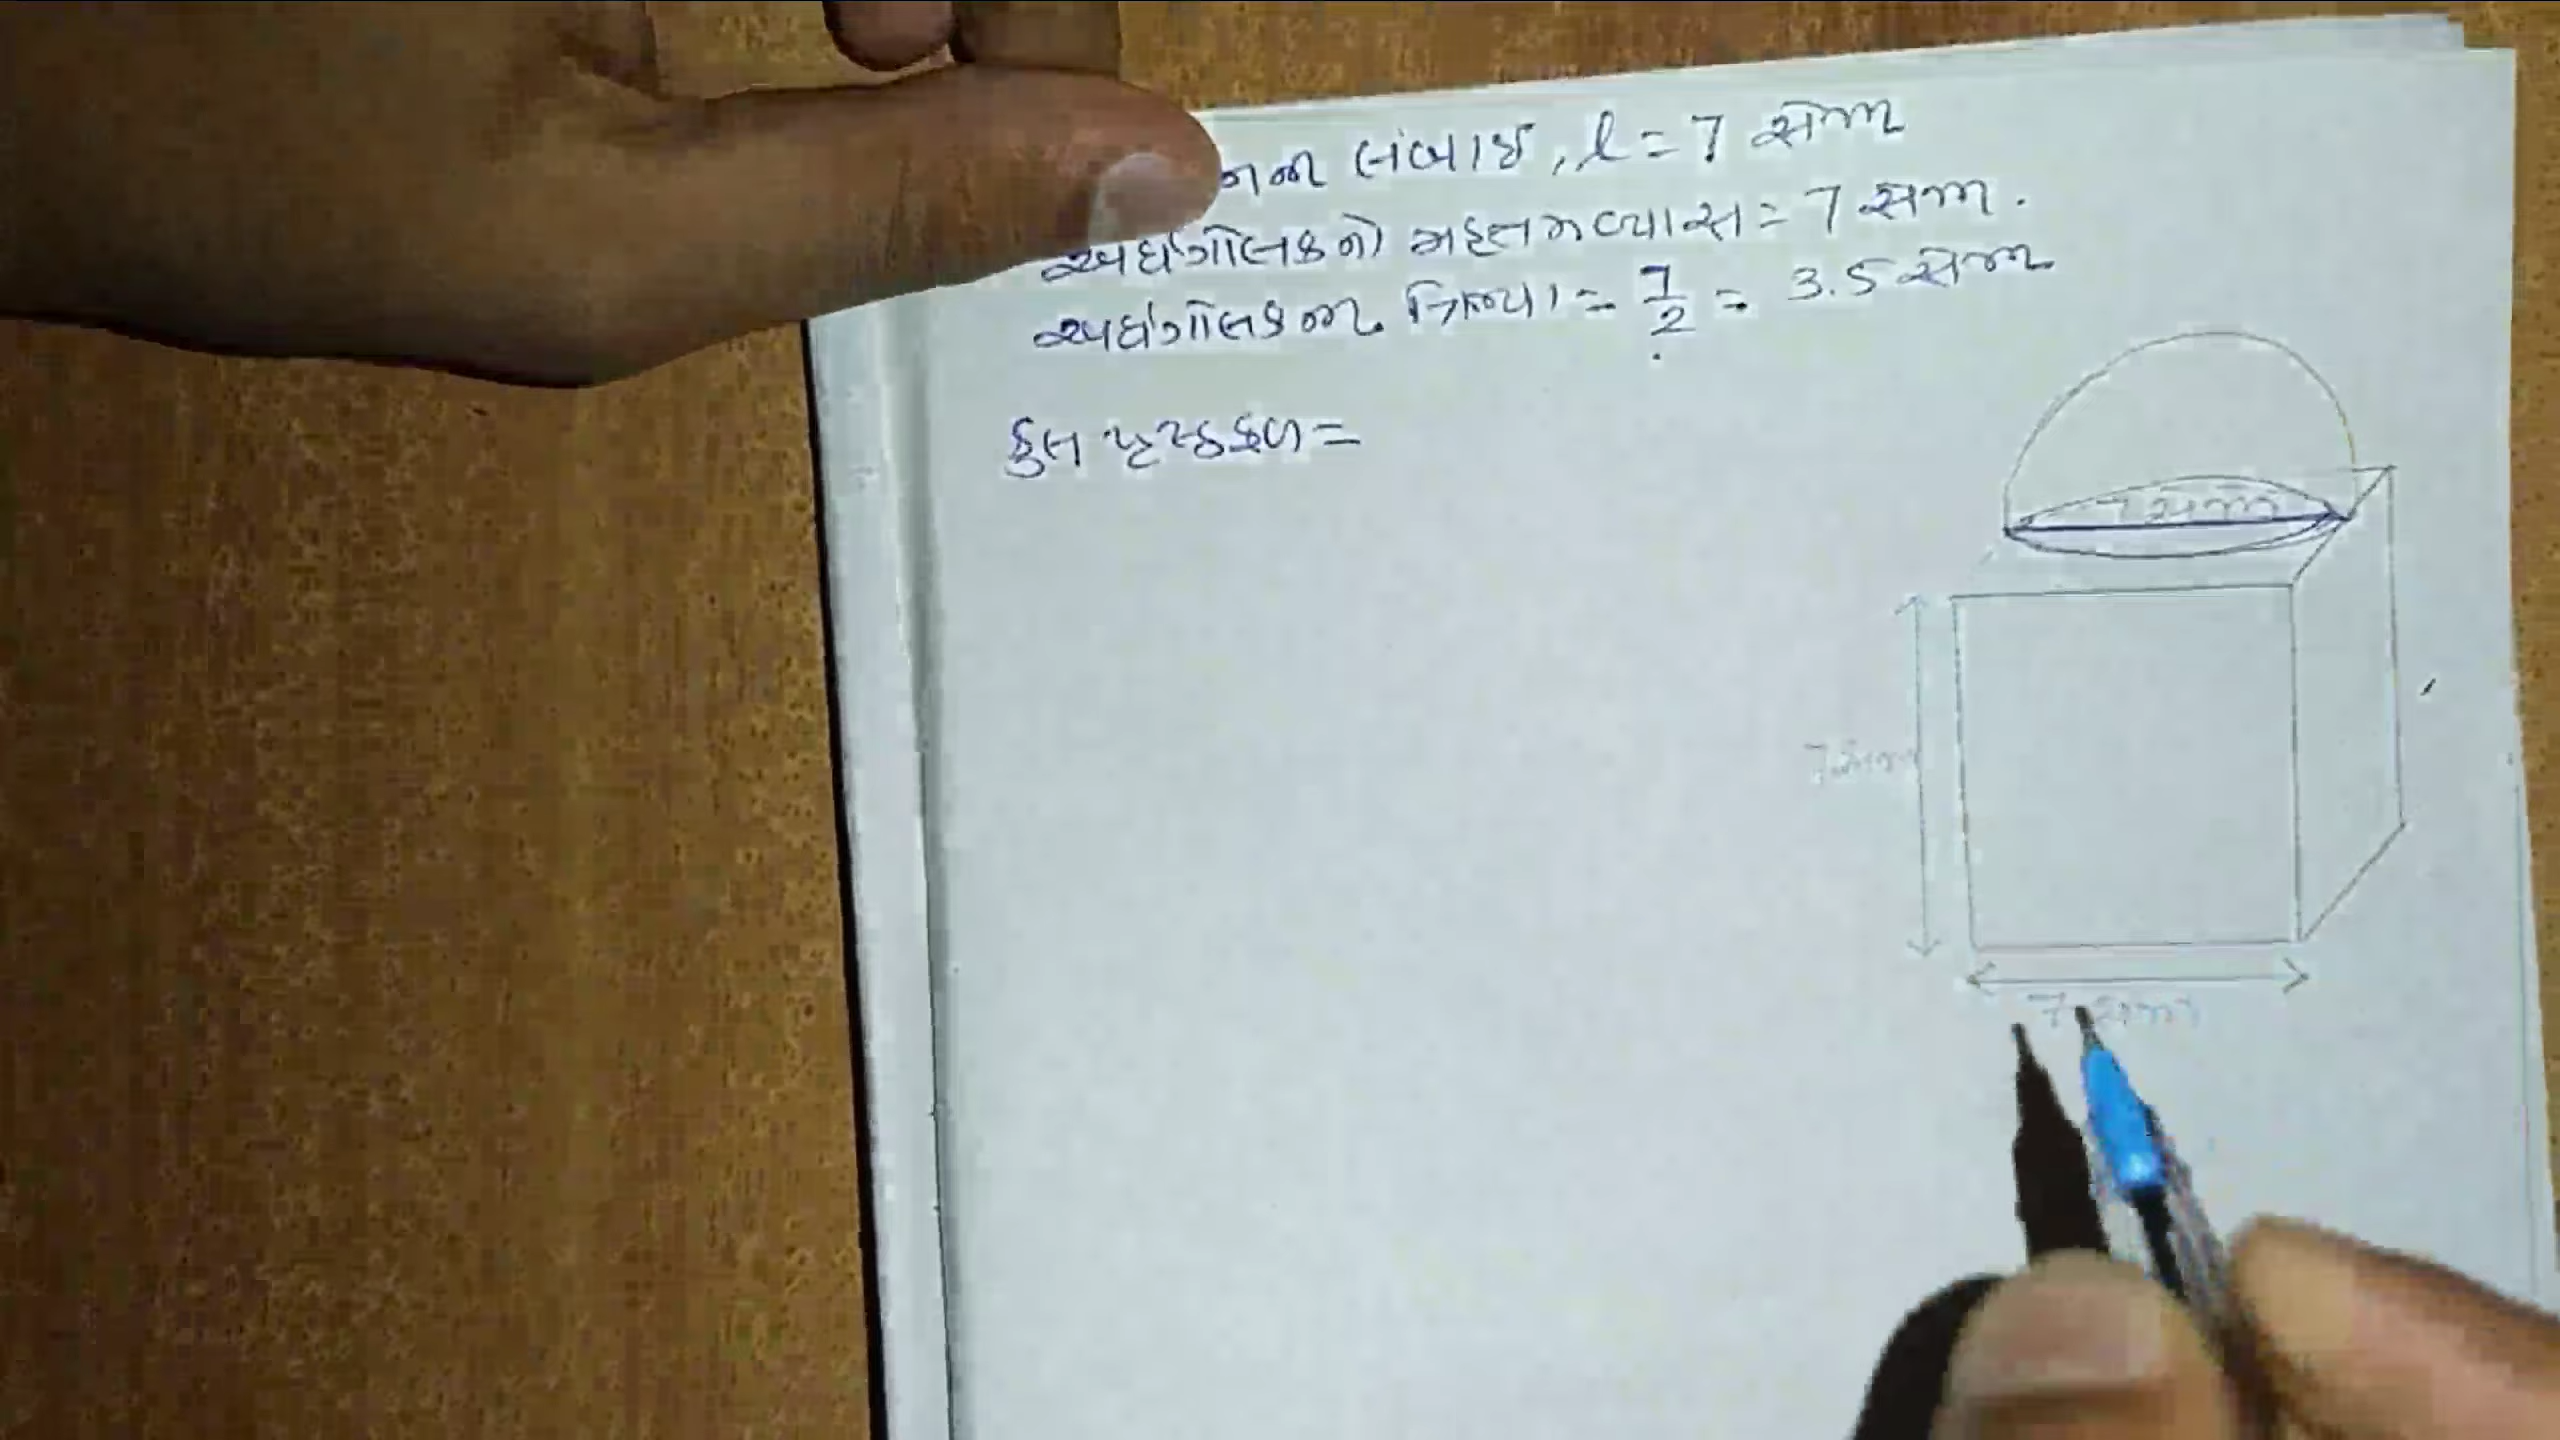 લંબાઈ, l = 7 સેમી
અર્ધગોલકનો મહત્તમ વ્યાસ = 7 સેમી.
અર્ધગોલકની ત્રિજ્યા = 7/2 = 3.5 સેમી
કુલ પૃષ્ઠફળ =
7 સેમી
7 સેમી
7 સેમી